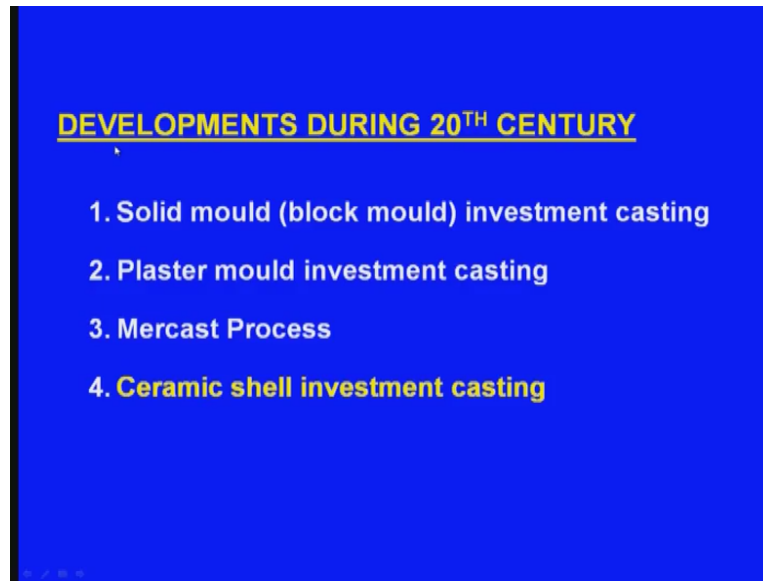 DEVELOPMENTS DURING 20TH CENTURY
1. Solid mould (block mould) investment casting
2. Plaster mould investment casting
3. Mercast Process
4. Ceramic shell investment casting